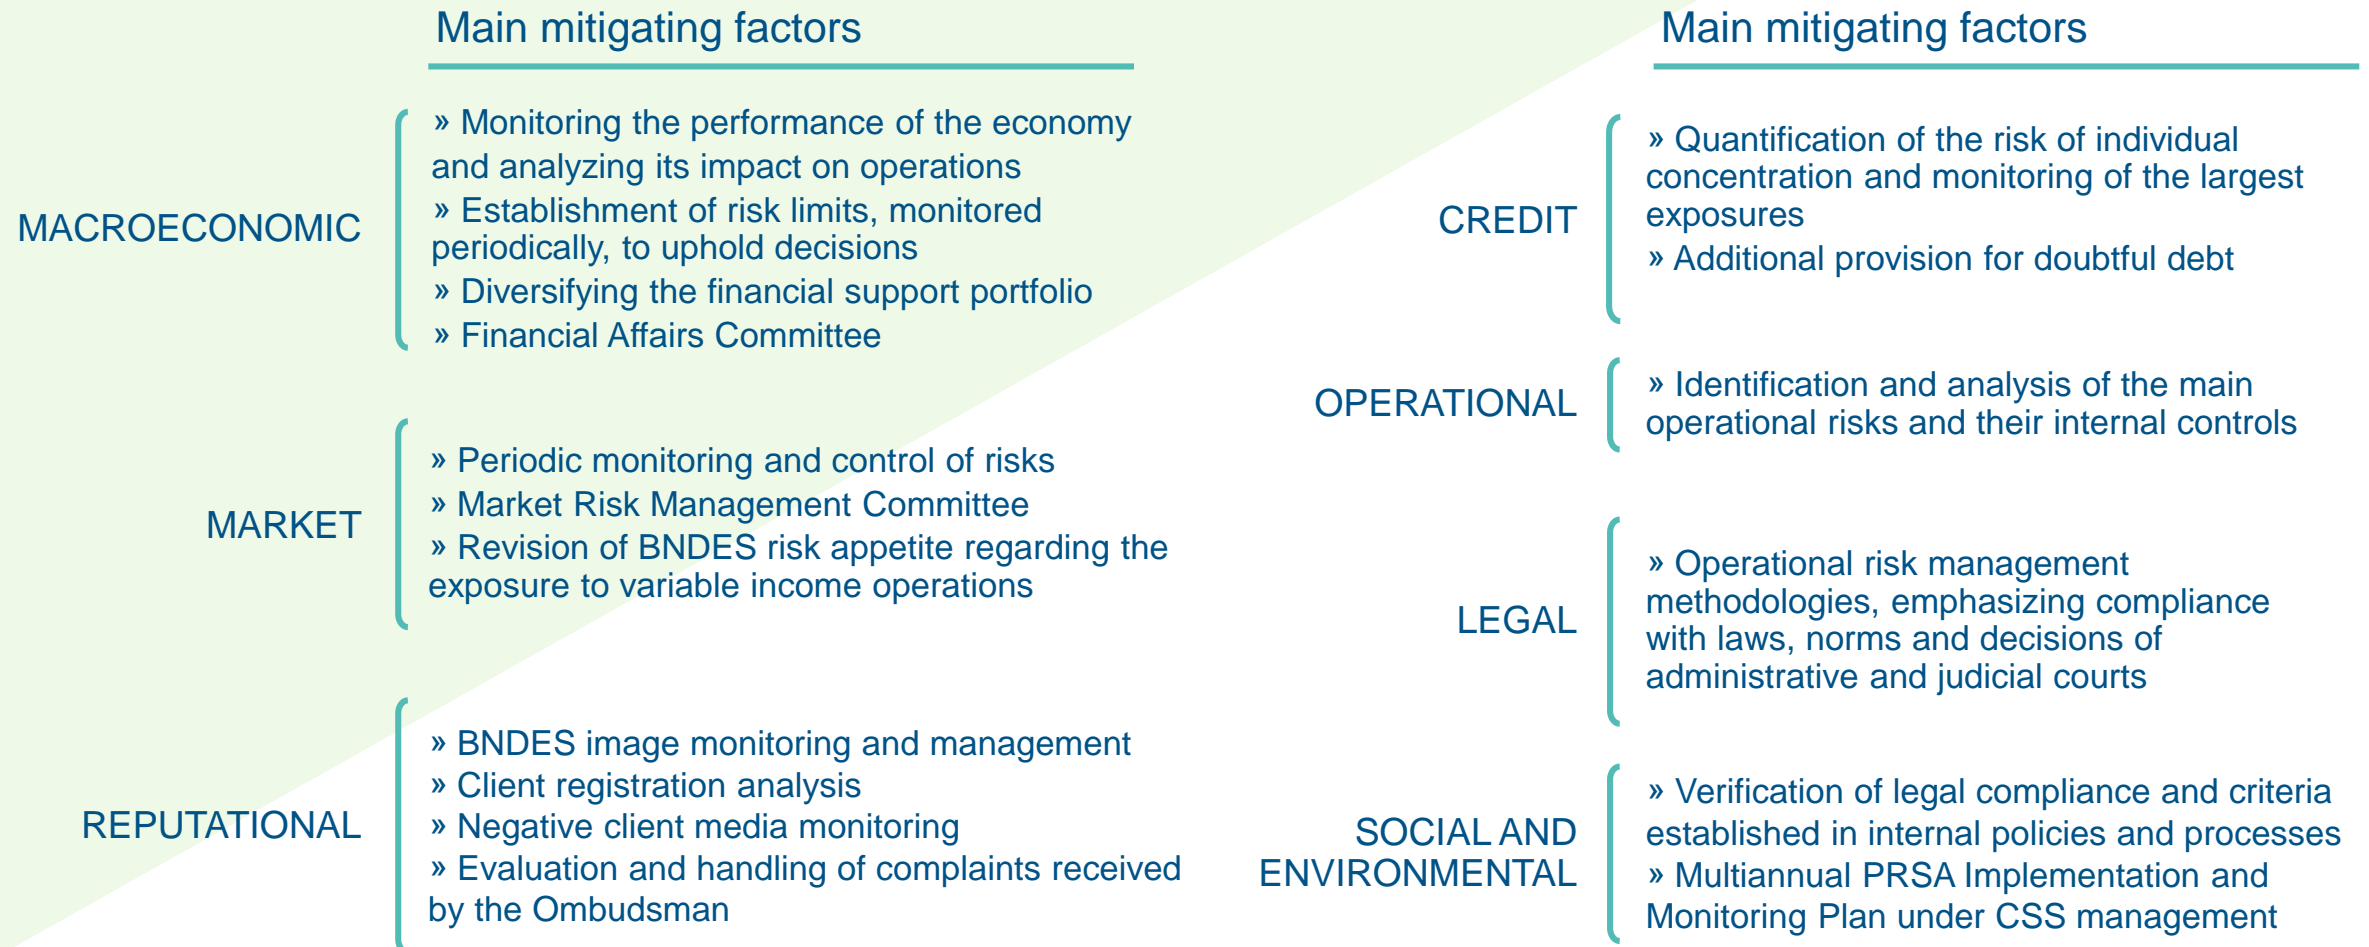 Main mitigating factors
MACROECONOMIC
» Monitoring the performance of the economy
and analyzing its impact on operations
» Establishment of risk limits, monitored
periodically, to uphold decisions
» Diversifying the financial support portfolio
» Financial Affairs Committee
MARKET
» Periodic monitoring and control of risks
» Market Risk Management Committee
» Revision of BNDES risk appetite regarding the
exposure to variable income operations
REPUTATIONAL
» BNDES image monitoring and management
» Client registration analysis
» Negative client media monitoring
» Evaluation and handling of complaints received
by the Ombudsman
Main mitigating factors
CREDIT
» Quantification of the risk of individual
concentration and monitoring of the largest
exposures
» Additional provision for doubtful debt
OPERATIONAL
» Identification and analysis of the main
operational risks and their internal controls
LEGAL
» Operational risk management
methodologies, emphasizing compliance
with laws, norms and decisions of
administrative and judicial courts
SOCIAL AND
ENVIRONMENTAL
» Verification of legal compliance and criteria
established in internal policies and processes
» Multiannual PRSA Implementation and
Monitoring Plan under CSS management